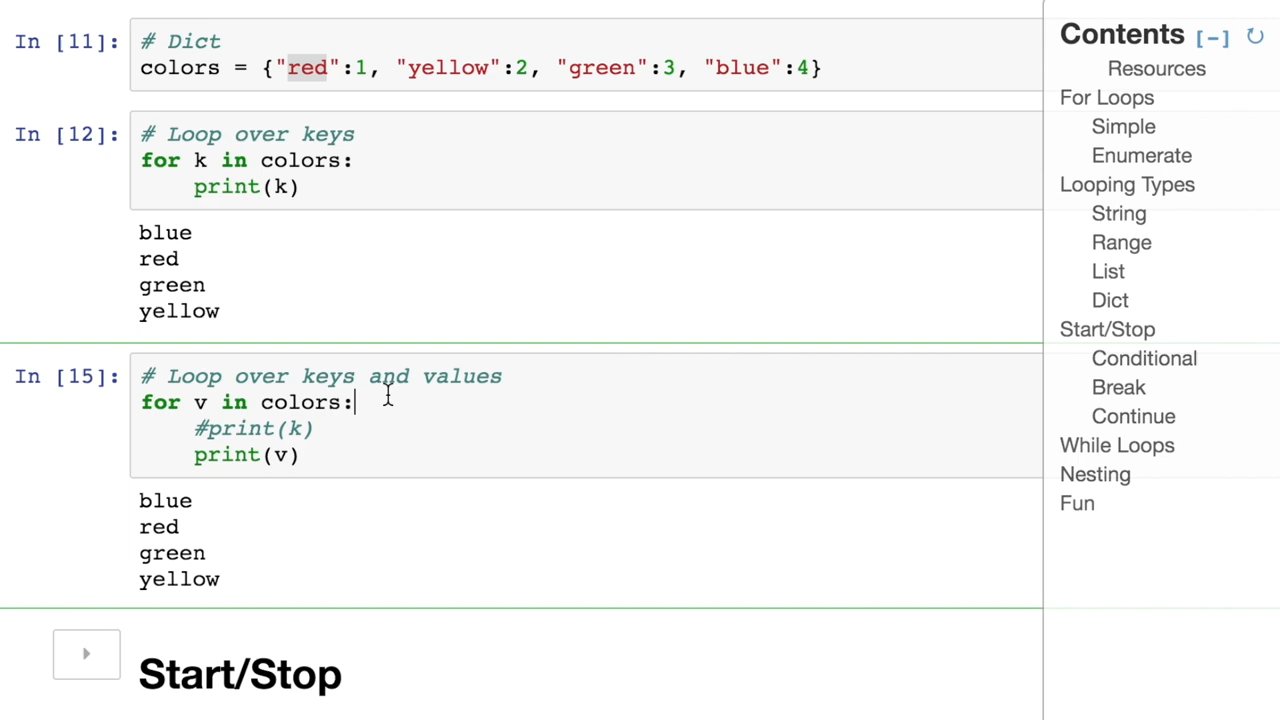 In [11]:
# Dict
colors = {"red":1, "yellow":2, "green":3, "blue":4}
In [12]:
# Loop over keys
for k in colors:
    print(k)
blue
red
green
yellow
In [15]:
# Loop over keys and values
for v in colors:
    #print(k)
    print(v)
blue
red
green
yellow
Start/Stop
Contents [-] ↻
Resources
For Loops
Simple
Enumerate
Looping Types
String
Range
List
Dict
Start/Stop
Conditional
Break
Continue
While Loops
Nesting
Fun